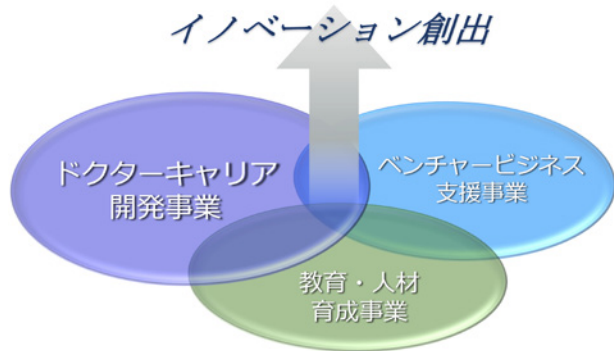 イノベーション創出
ドクターキャリア
開発事業
ベンチャービジネス
支援事業
教育・人材
育成事業